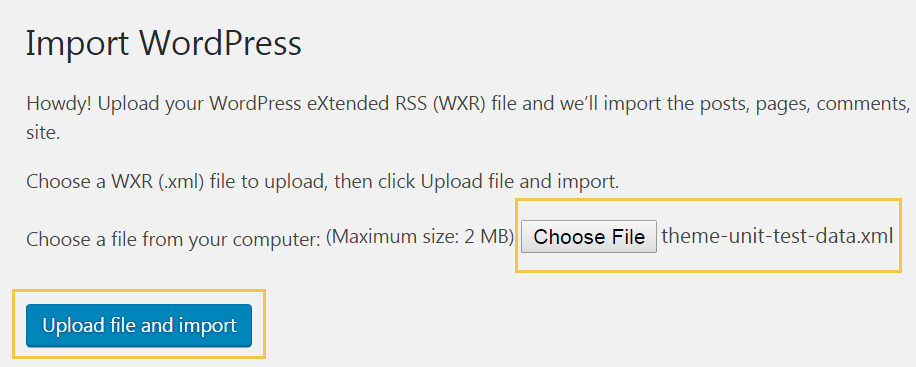 Import WordPress
Howdy! Upload your WordPress eXtended RSS (WXR) file and we’ll import the posts, pages, comments,
site.
Choose a WXR (.xml) file to upload, then click Upload file and import.
Choose a file from your computer: (Maximum size: 2 MB) Choose File theme-unit-test-data.xml
Upload file and import